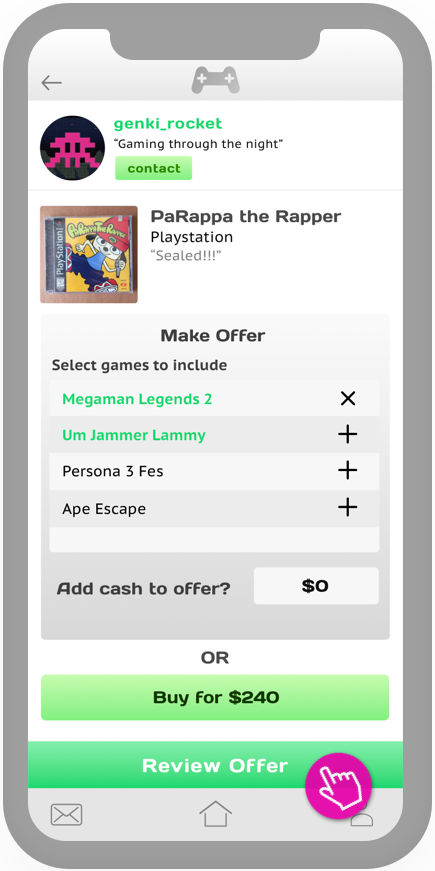 genki_rocket
“Gaming through the night”
contact
PaRappa the Rapper
Playstation
“Sealed!!!”
PlayStation
PaRappa The Rapper
Make Offer
Select games to include
Megaman Legends 2
Um Jammer Lammy
Persona 3 Fes
Ape Escape
Add cash to offer?
$0
OR
Buy for $240
Review Offer